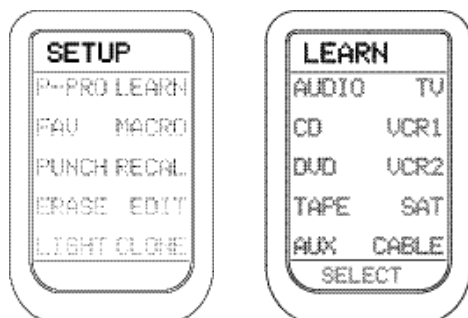 SETUP
P-PRO LEARN
FAV MACRO
PUNCH RECAL
ERASE EDIT
LIGHT CLONE
LEARN
AUDIO TV
CD VCR1
DVD VCR2
TAPE SAT
AUX CABLE
SELECT